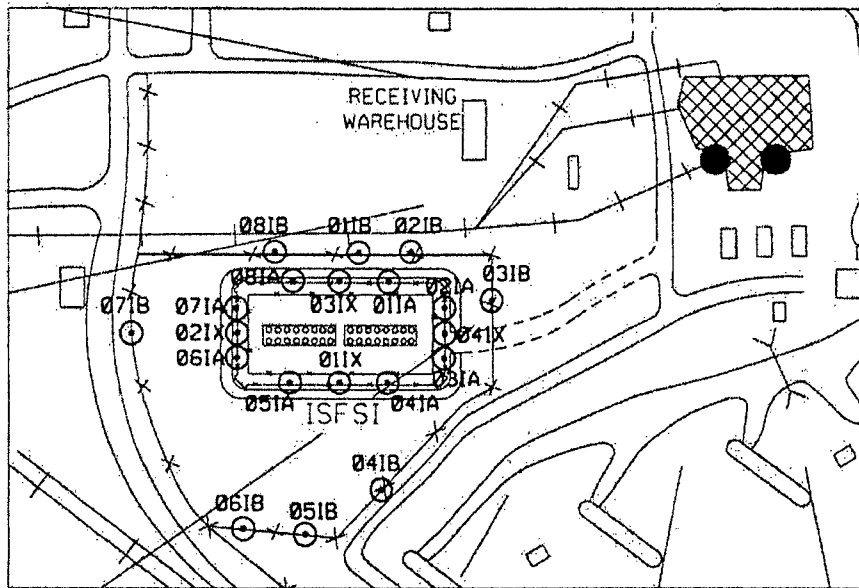 RECEIVING
WAREHOUSE
08IB
01IB
02IB
08IA
03IX
01IA
02IA
03IB
07IB
07IA
02IX
04IX
06IA
01IX
03IA
05IA
04IA
ISFSI
04IB
06IB
05IB